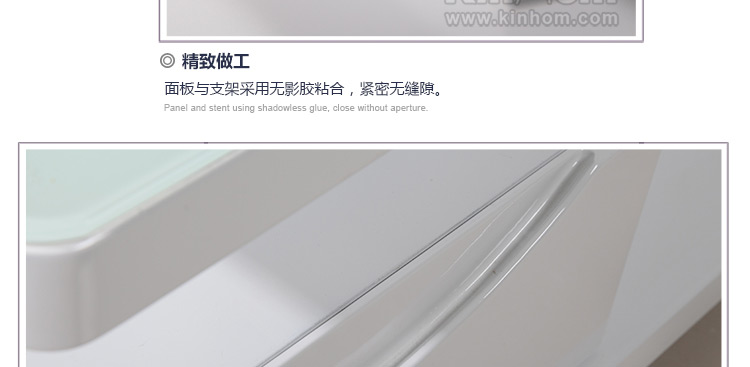 www.kinhom.com
精致做工
面板与支架采用无影胶粘合，紧密无缝隙。
Panel and stent using shadowless glue, close without aperture.